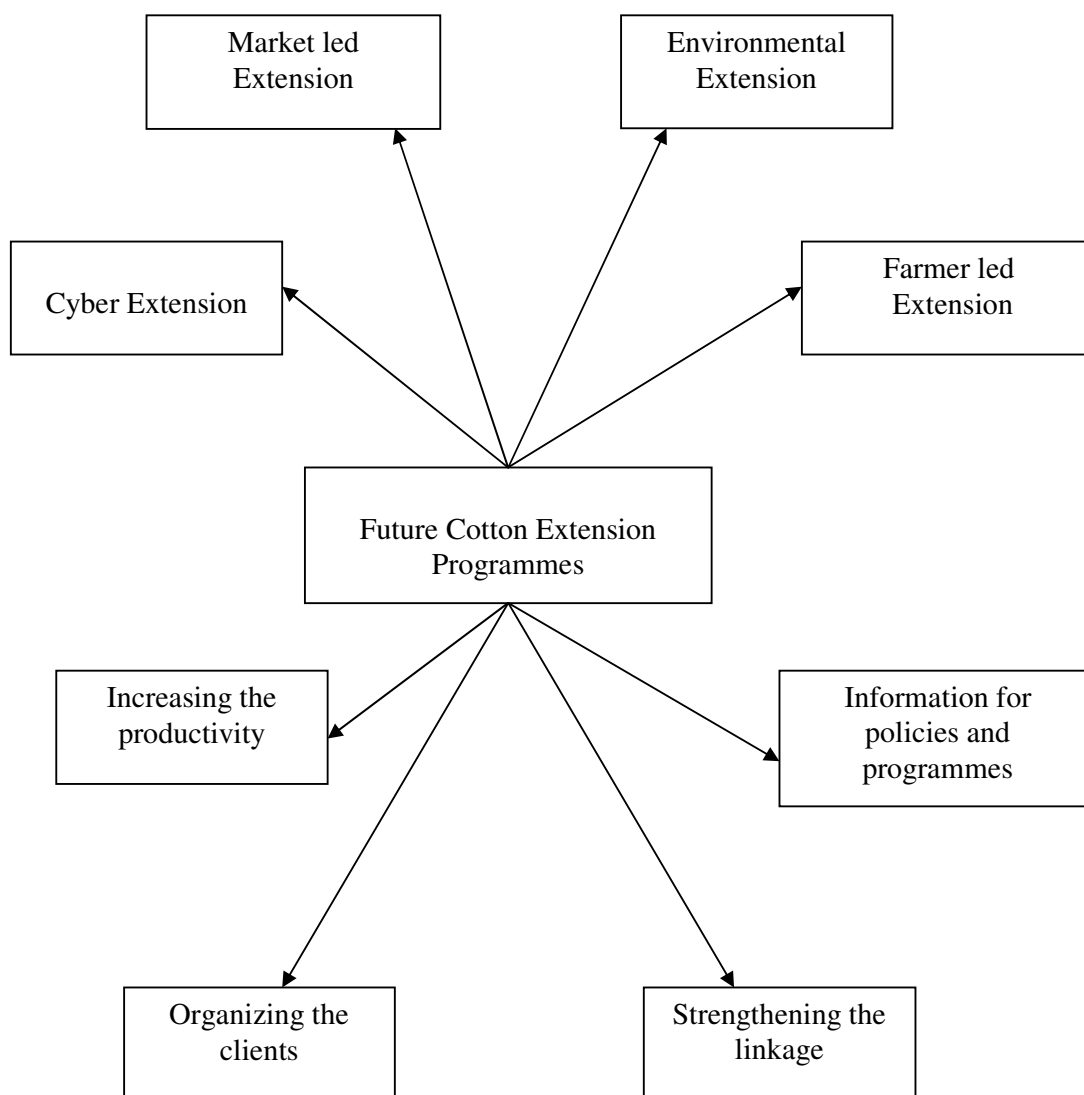 Market led
Extension
Environmental
Extension
Cyber Extension
Farmer led
Extension
Future Cotton Extension
Programmes
Increasing the
productivity
Information for
policies and
programmes
Organizing the
clients
Strengthening the
linkage